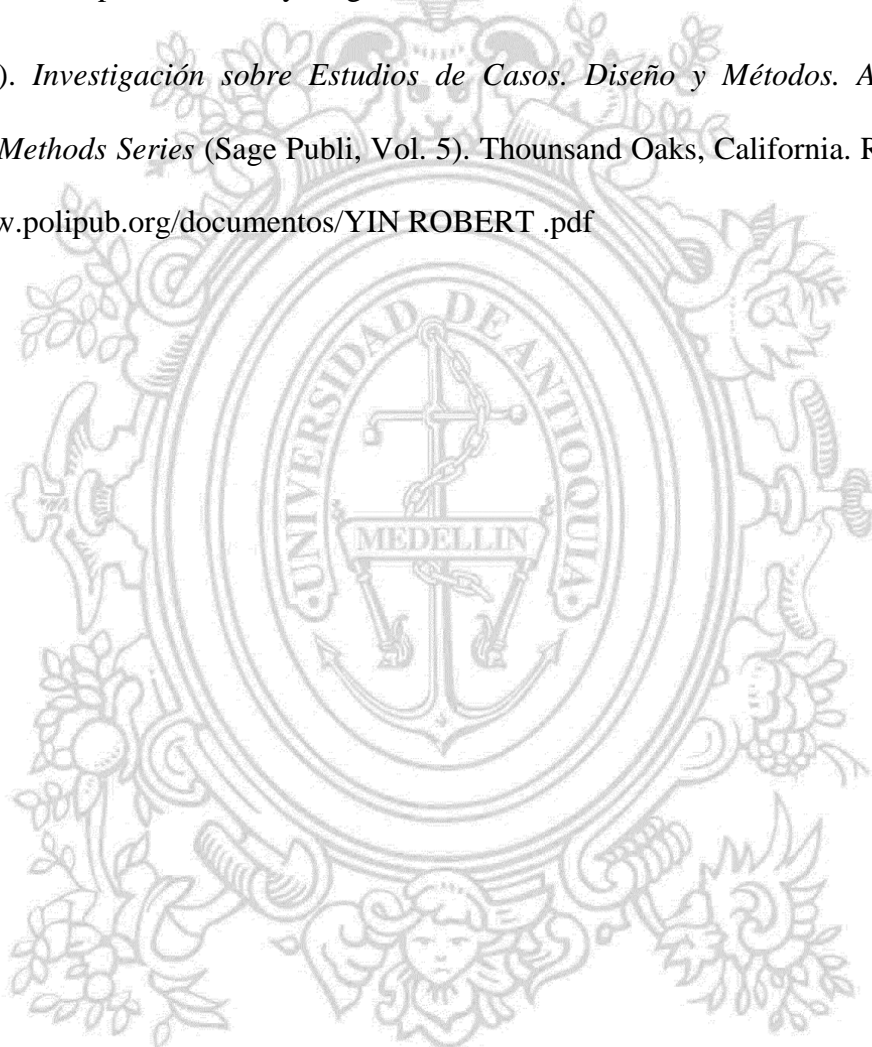 ). Investigación sobre Estudios de Casos. Diseño y Métodos. A
Methods Series (Sage Publi, Vol. 5). Thounsand Oaks, California. R
w.polipub.org/documentos/YIN ROBERT .pdf
UNIVERSIDAD DE ANTIOQUIA
MEDELLIN